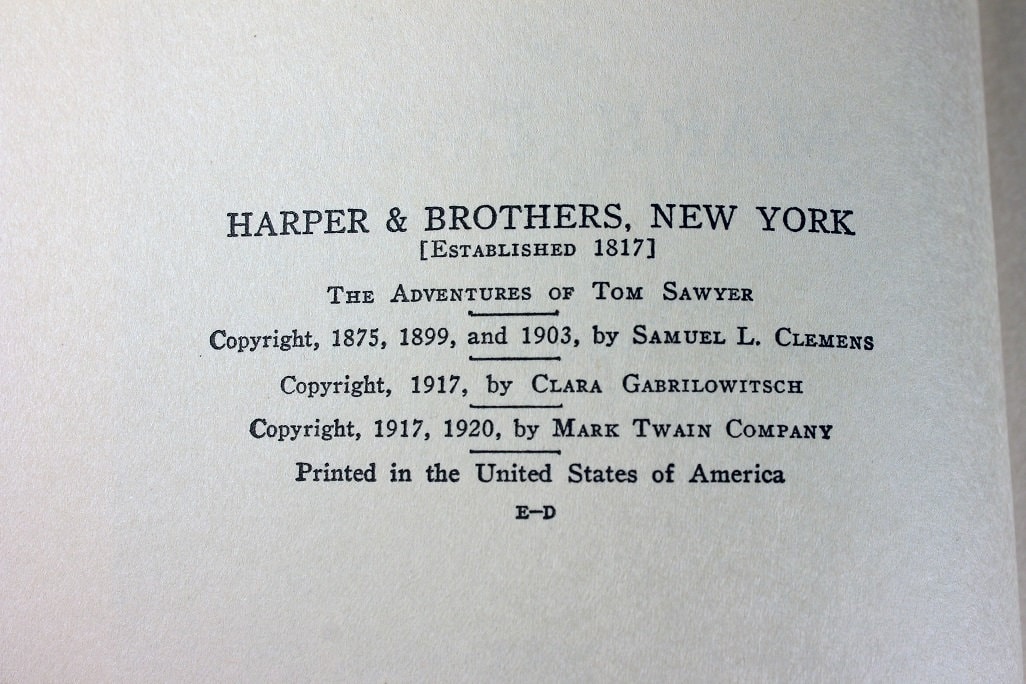 HARPER & BROTHERS, NEW YORK
[ESTABLISHED 1817]
THE ADVENTURES OF TOM SAWYER
Copyright, 1875, 1899, and 1903, by SAMUEL L. CLEMENS
Copyright, 1917, by CLARA GABRILOWITSCH
Copyright, 1917, 1920, by MARK TWAIN COMPANY
Printed in the United States of America
E—D